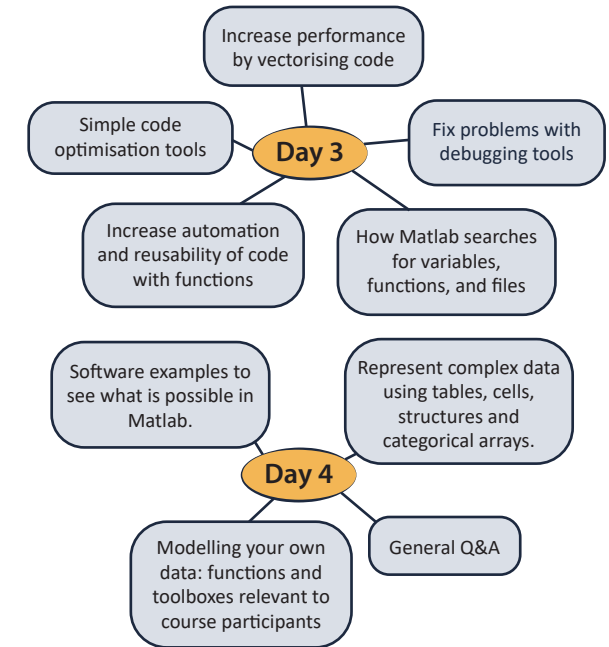 Increase performance
by vectorising code
Simple code
optimisation tools
Day 3
Fix problems with
debugging tools
Increase automation
and reusability of code
with functions
How Matlab searches
for variables,
functions, and files
Software examples to
see what is possible in
Matlab.
Represent complex data
using tables, cells,
structures and
categorical arrays.
Day 4
Modelling your own
data: functions and
toolboxes relevant to
course participants
General Q&A